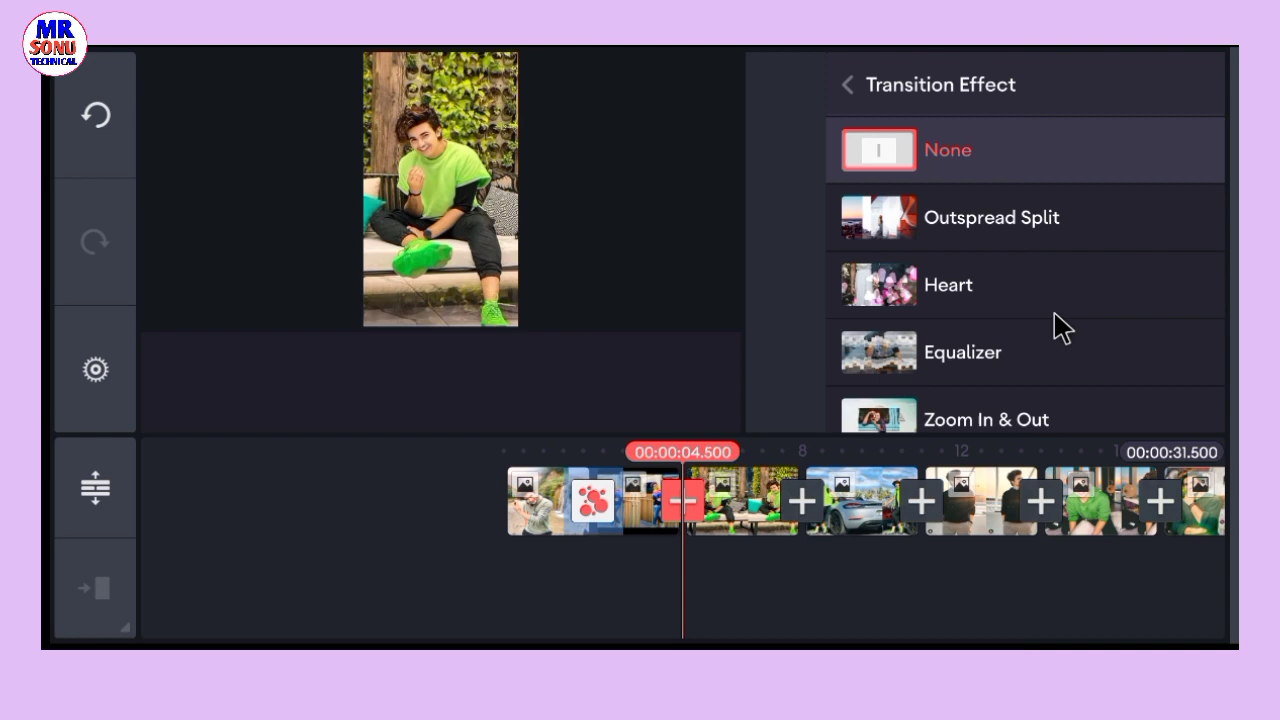 MR
SONU
TECHNICAL
Transition Effect
None
Outspread Split
Heart
Equalizer
Zoom In & Out
00:00:04.500
8
12
1
00:00:31.500